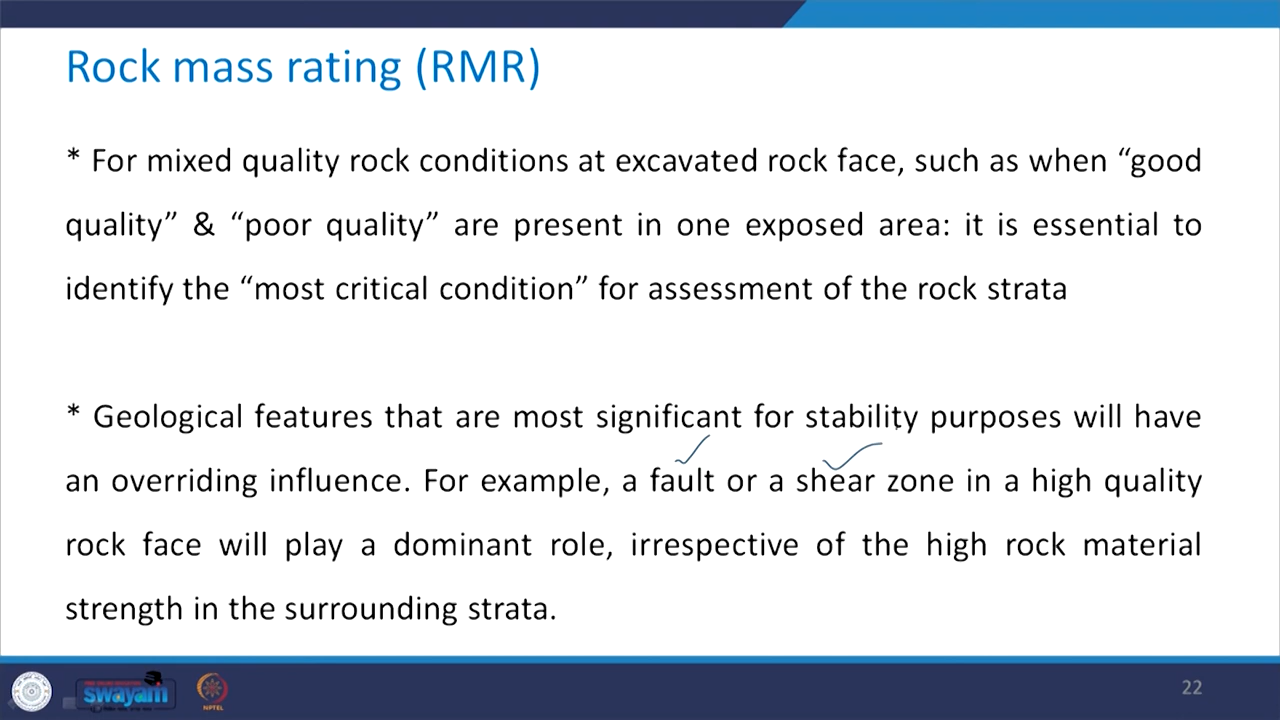 Rock mass rating (RMR)
* For mixed quality rock conditions at excavated rock face, such as when “good
quality” & “poor quality” are present in one exposed area: it is essential to
identify the “most critical condition” for assessment of the rock strata
* Geological features that are most significant for stability purposes will have
an overriding influence. For example, a fault or a shear zone in a high quality
rock face will play a dominant role, irrespective of the high rock material
strength in the surrounding strata.
swayam
NPTEL
22